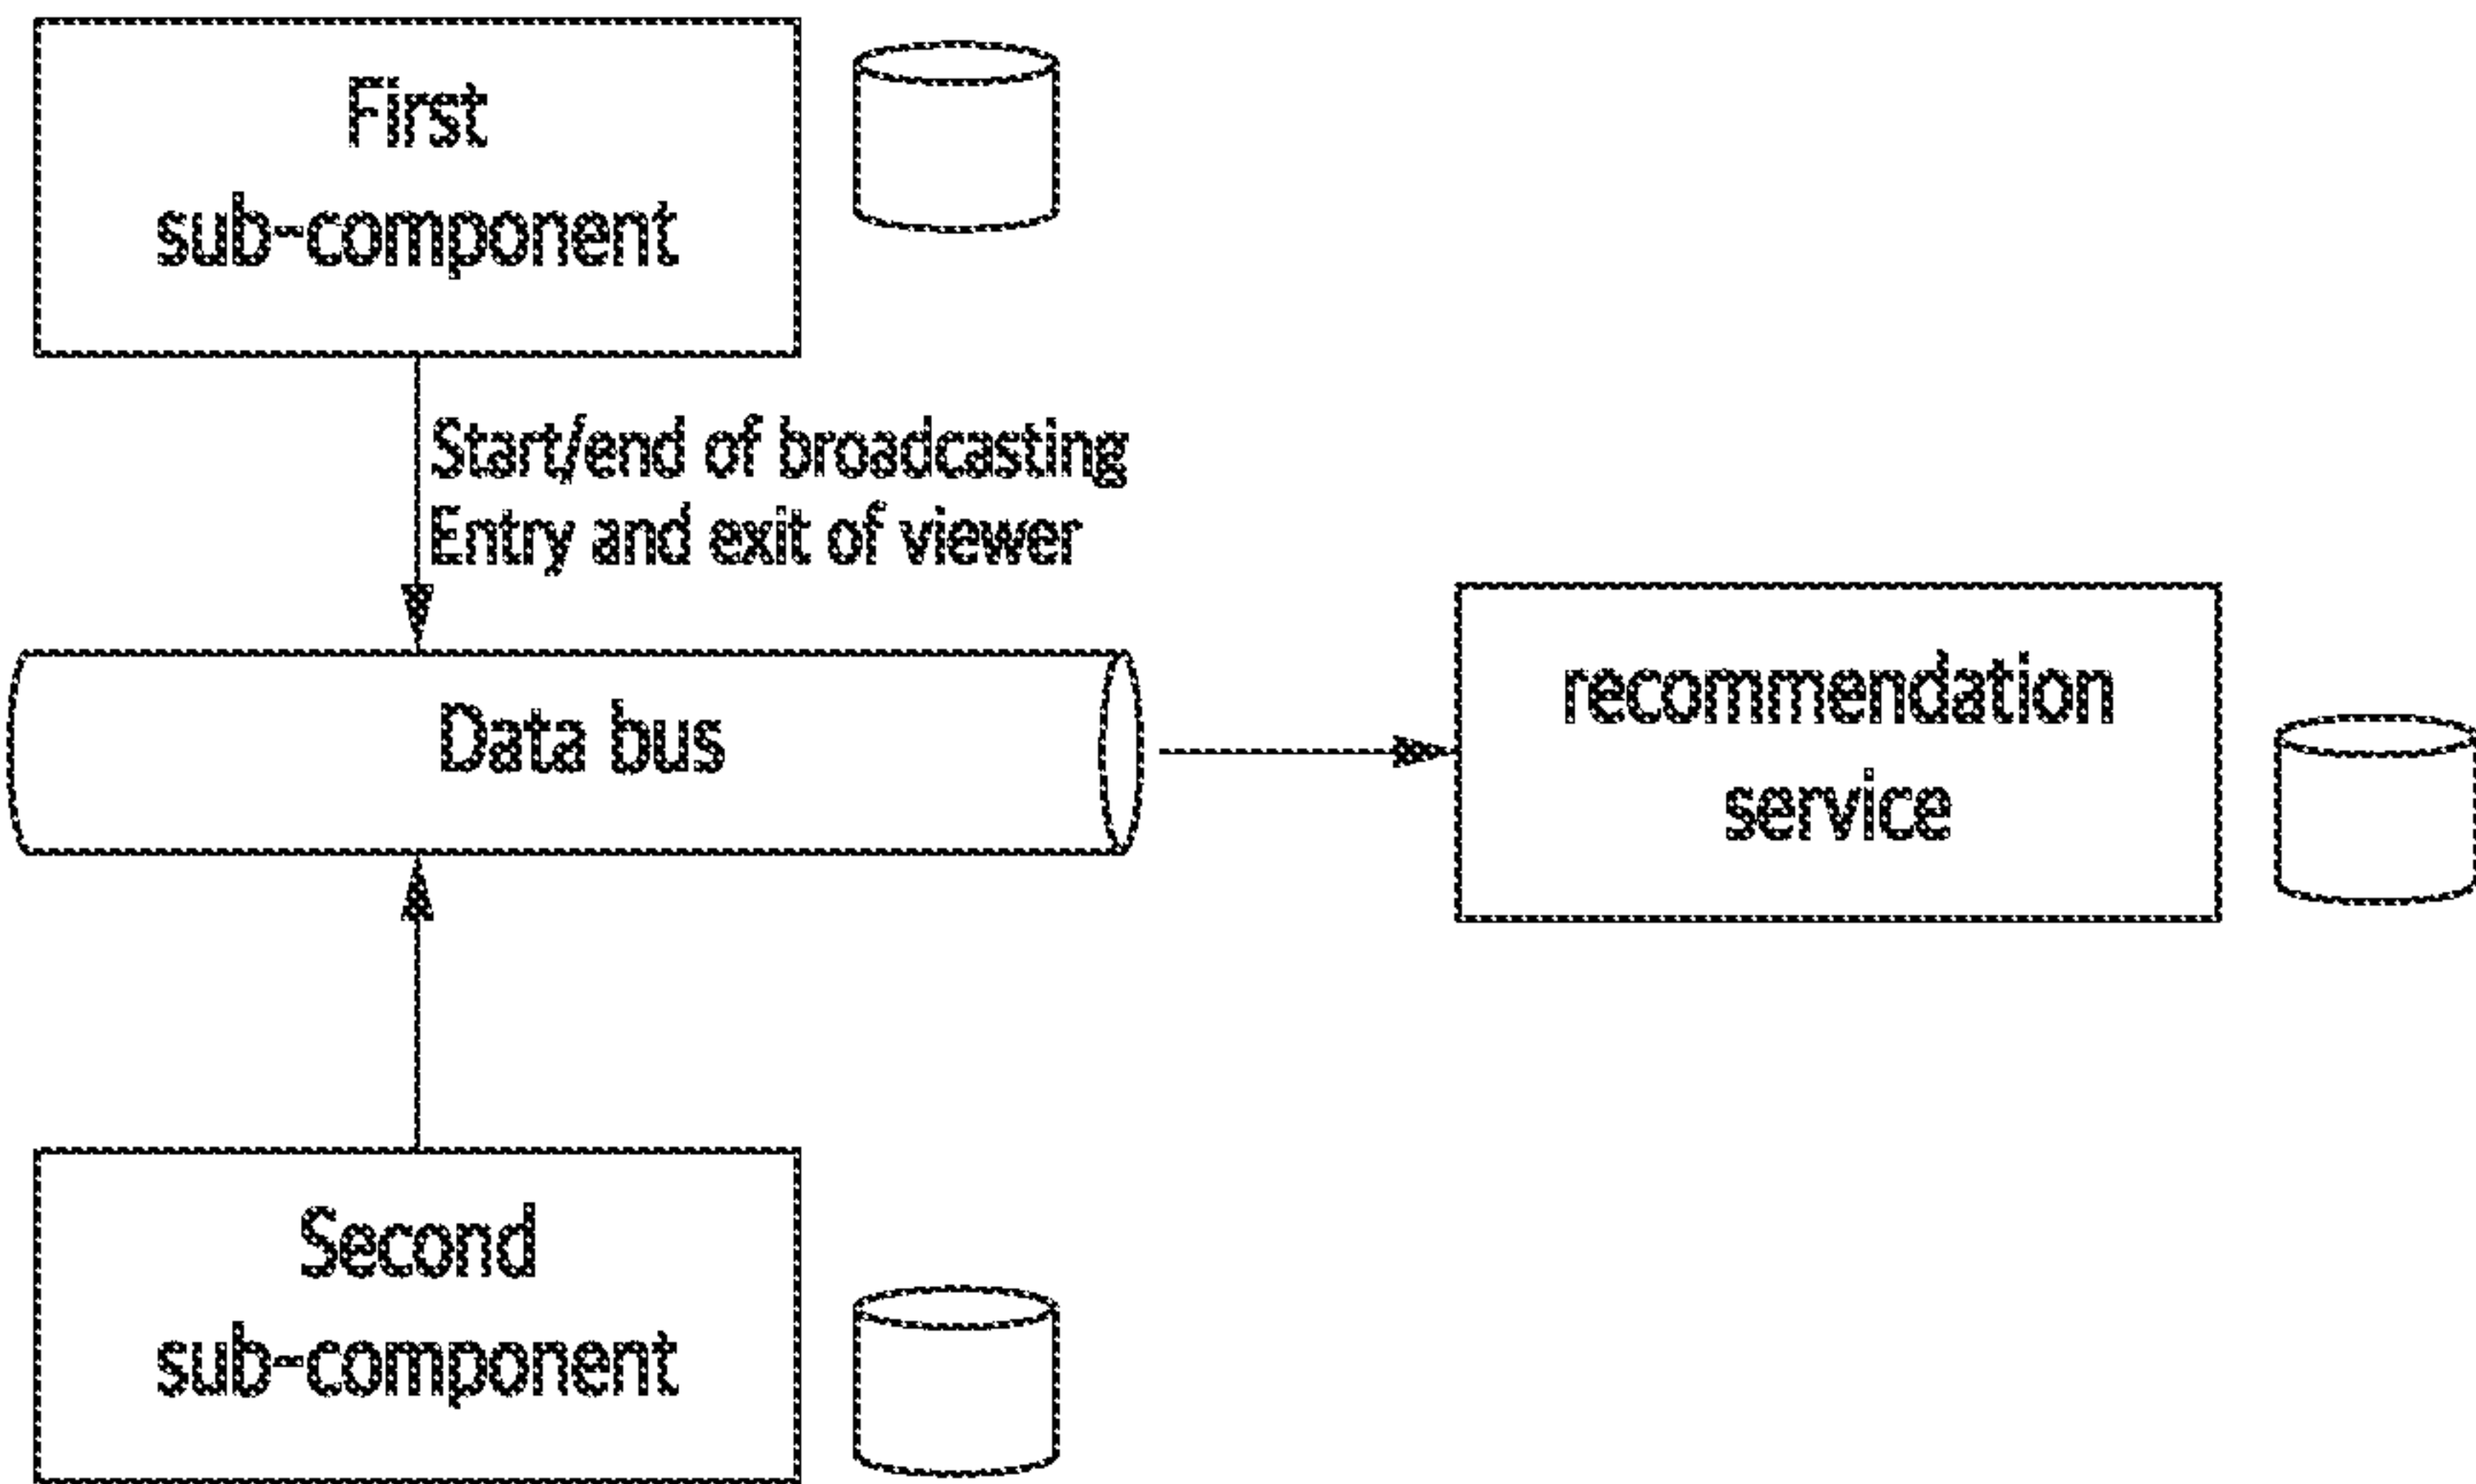 First
sub-component
Start/end of broadcasting
Entry and exit of viewer
Data bus
recommendation
service
Second
sub-component